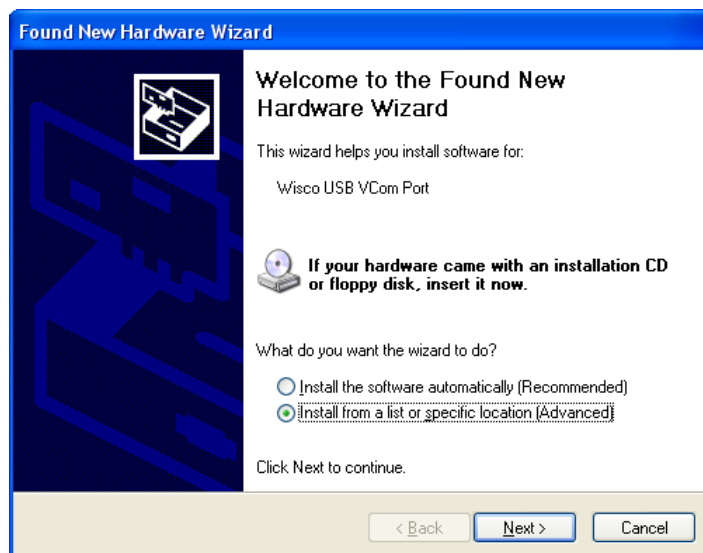 Found New Hardware Wizard
Welcome to the Found New
Hardware Wizard
This wizard helps you install software for:
Wisco USB VCom Port
If your hardware came with an installation CD
or floppy disk, insert it now.
What do you want the wizard to do?
Install the software automatically (Recommended)
Install from a list or specific location (Advanced)
Click Next to continue.
< Back Next > Cancel